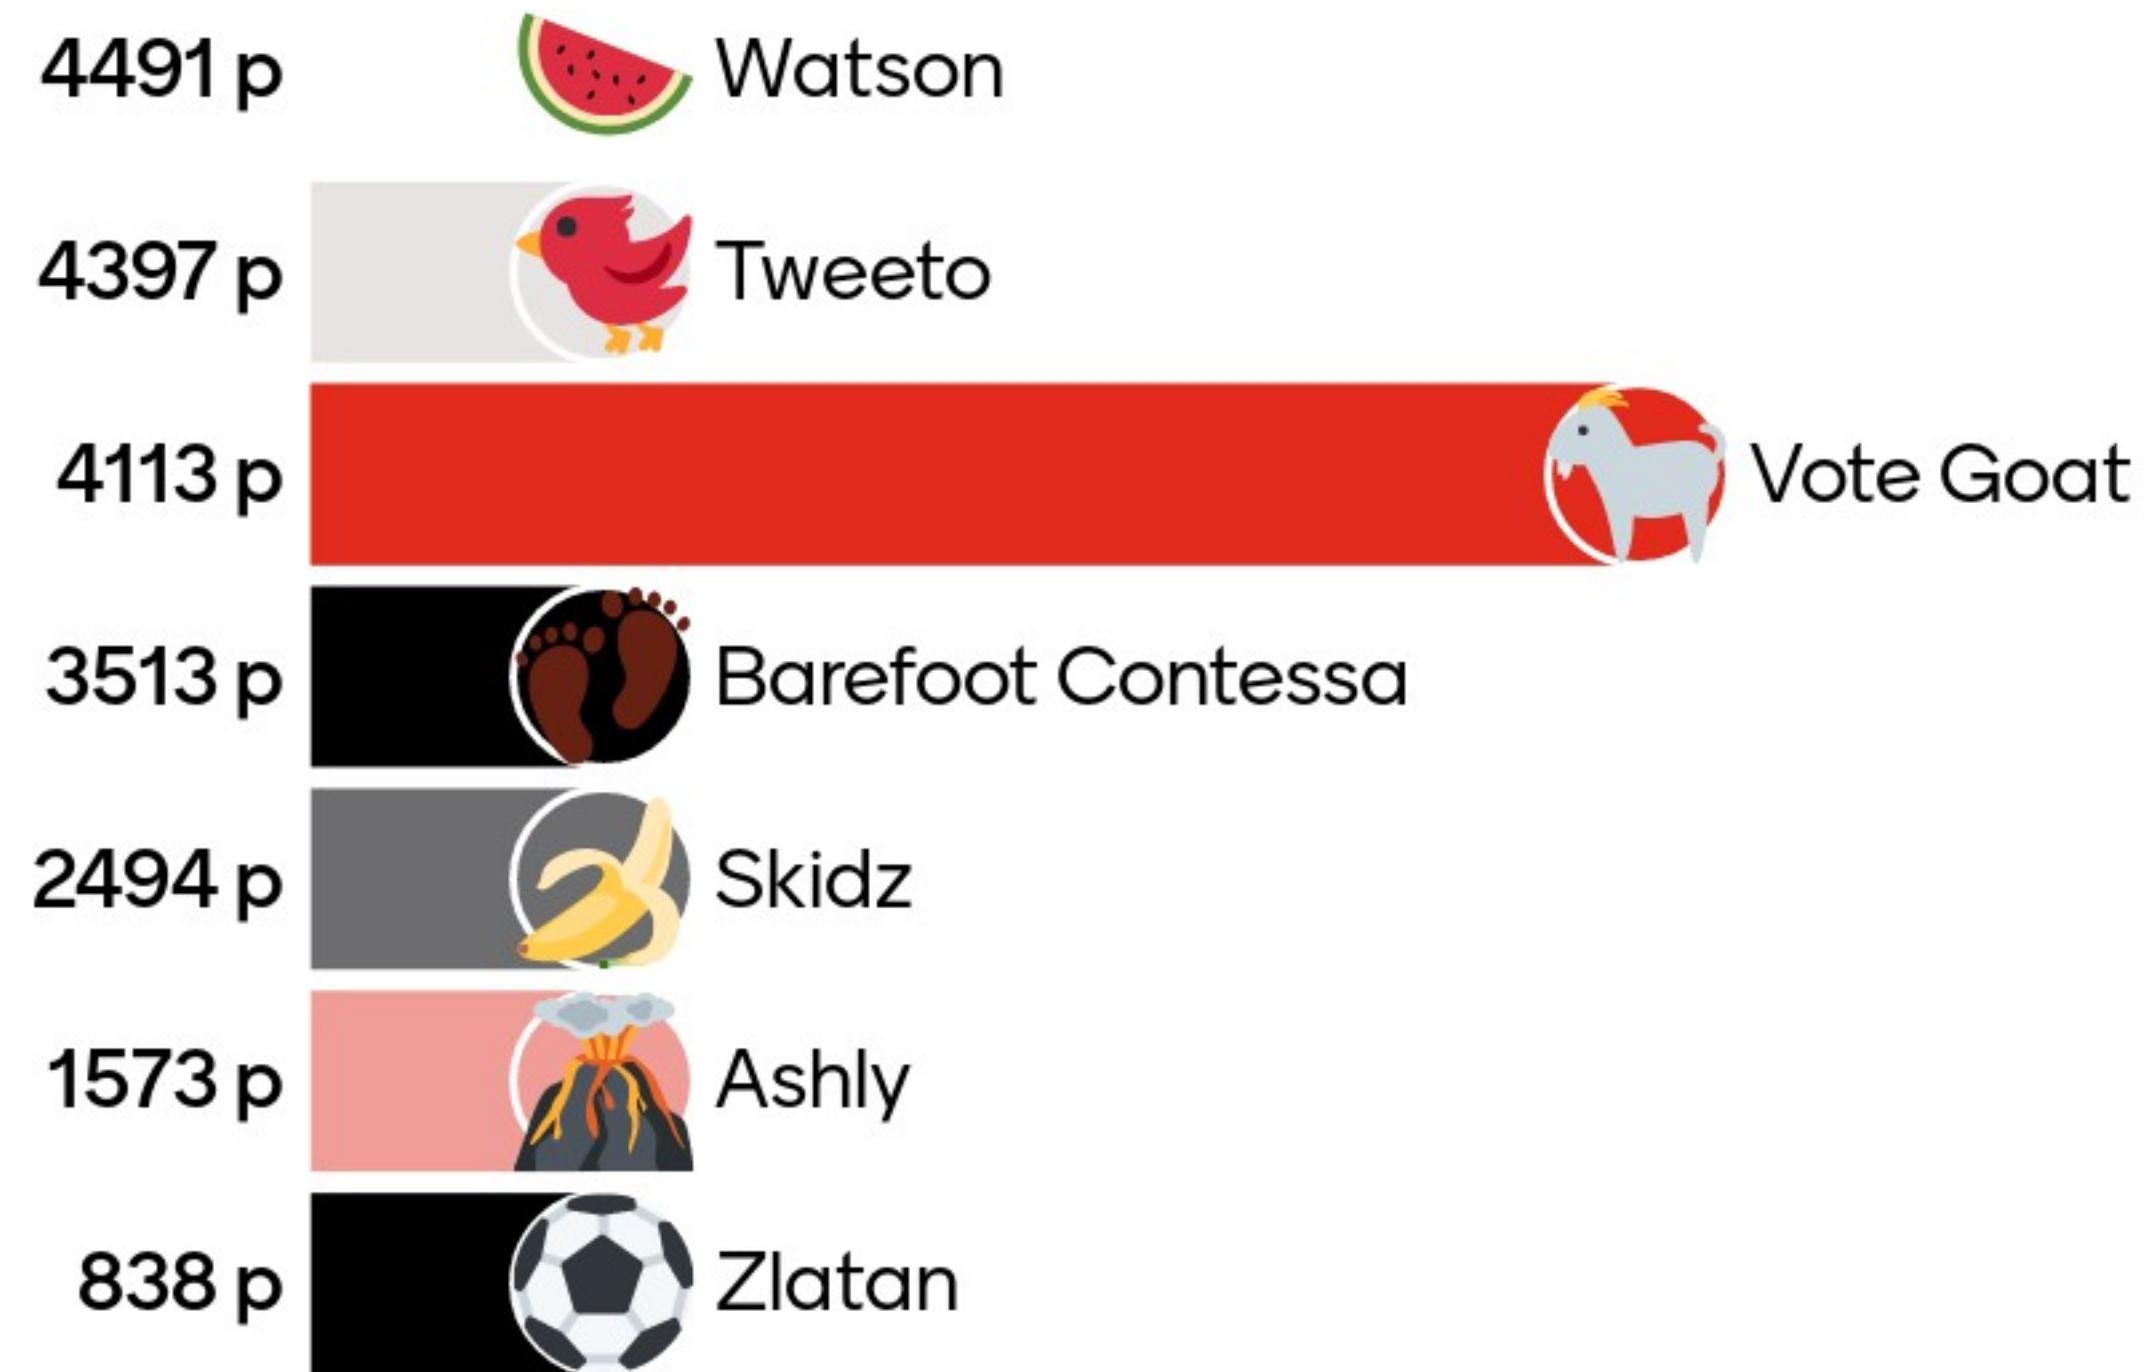 4491 p Watson
4397 p Tweeto
4113 p Vote Goat
3513 p Barefoot Contessa
2494 p Skidz
1573 p Ashly
838 p Zlatan